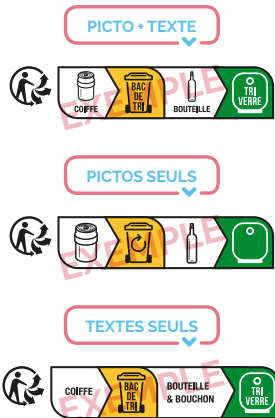 PICTO + TEXTE
EXEMPLE
COIFFE
BAC
DE
TRI
BOUTEILLE
TRI
VERRE
PICTOS SEULS
EXEMPLE
TEXTES SEULS
EXEMPLE
COIFFE
BAC
DE
TRI
BOUTEILLE
& BOUCHON
TRI
VERRE